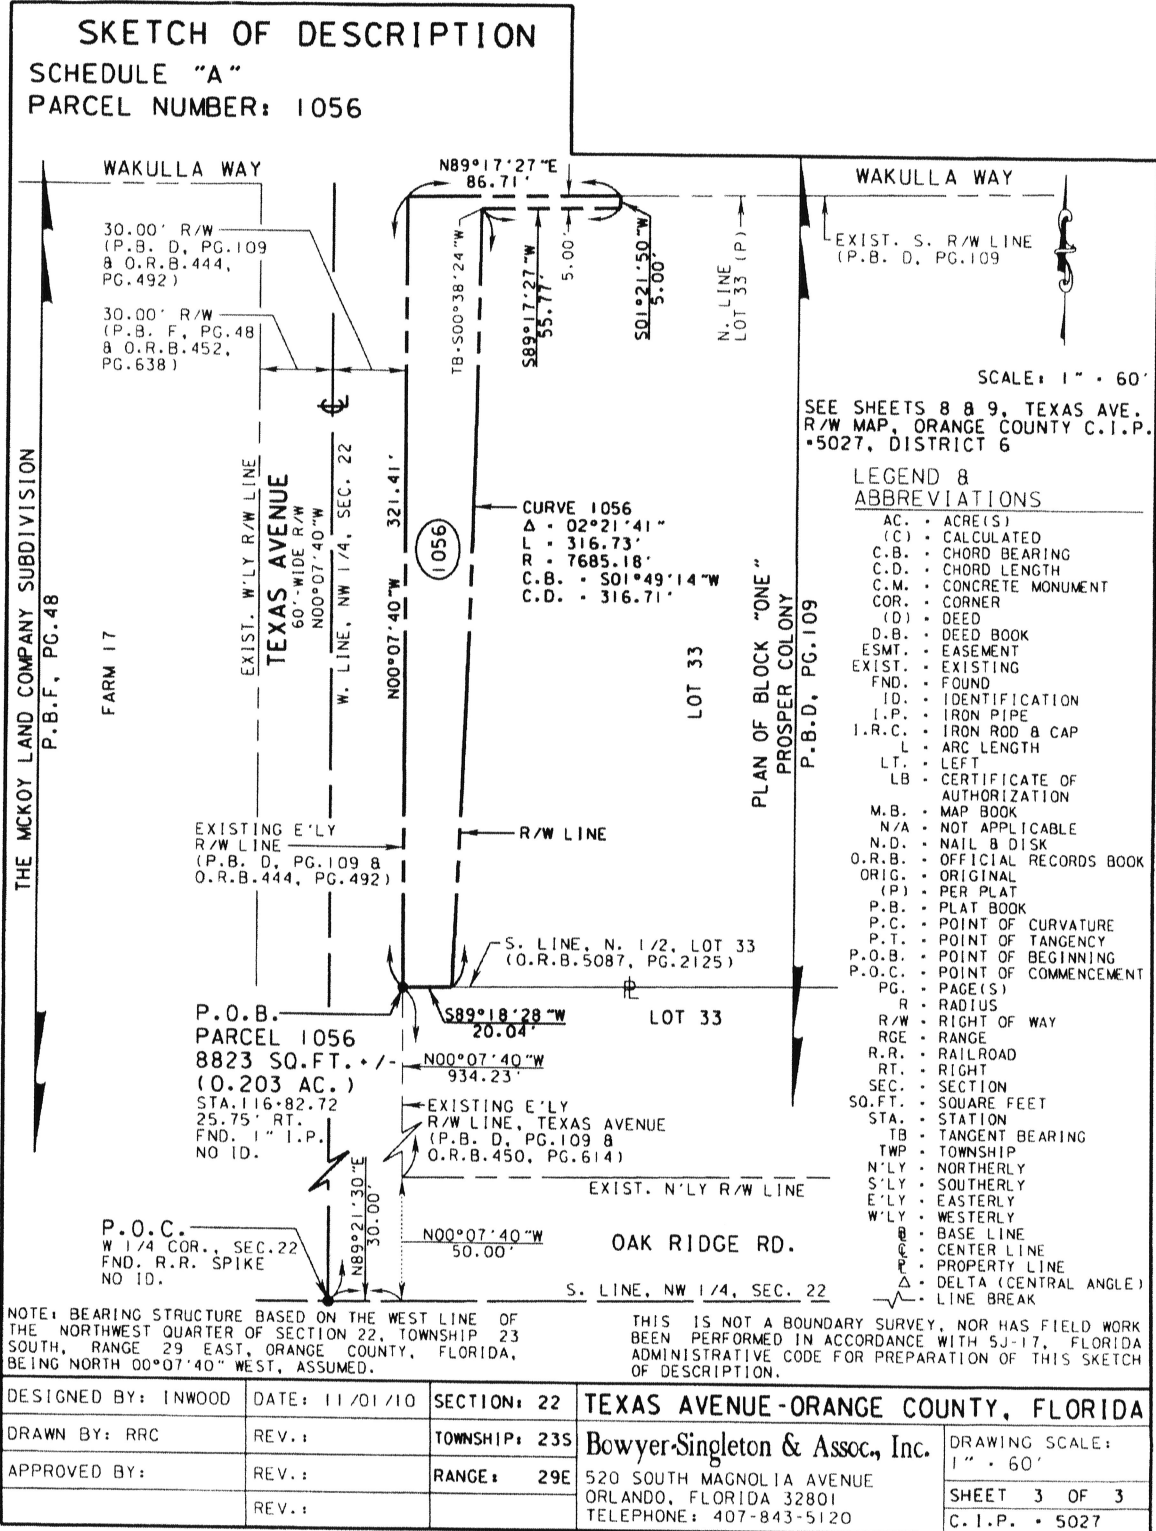 SKETCH OF DESCRIPTION
SCHEDULE "A"
PARCEL NUMBER: 1056
WAKULLA WAY
N89°17'27"E
86.71'
WAKULLA WAY
30.00' R/W
(P.B. D, PG.109
& O.R.B.444,
PG.492)
30.00' R/W
(P.B. F, PG.48
& O.R.B.452,
PG.638)
TB=S00°38'24"W
S89°17'27"W
55.77'
5.00'
S01°21'50"W
5.00'
N. LINE
LOT 33 (P)
EXIST. S. R/W LINE
(P.B. D, PG.109
SCALE: 1" = 60'
SEE SHEETS 8 & 9, TEXAS AVE.
R/W MAP, ORANGE COUNTY C.I.P.
#5027, DISTRICT 6
THE MCKOY LAND COMPANY SUBDIVISION
P.B.F, PG.48
FARM 17
EXIST. W'LY R/W LINE
TEXAS AVENUE
60'-WIDE R/W
N00°07'40"W
W. LINE, NW 1/4, SEC. 22
N00°07'40"W 321.41'
1056
CURVE 1056
Δ = 02°21'41"
L = 316.73'
R = 7685.18'
C.B. = S01°49'14"W
C.D. = 316.71'
LOT 33
PLAN OF BLOCK "ONE"
PROSPER COLONY
P.B.D, PG.109
EXISTING E'LY
R/W LINE
(P.B. D, PG.109 &
O.R.B.444, PG.492)
R/W LINE
S. LINE, N. 1/2, LOT 33
(O.R.B.5087, PG.2125)
LOT 33
P.O.B.
PARCEL 1056
8823 SQ.FT. +/-
(0.203 AC.)
STA.116+82.72
25.75' RT.
FND. 1" I.P.
NO ID.
S89°18'28"W
20.04'
N00°07'40"W
934.23'
EXISTING E'LY
R/W LINE, TEXAS AVENUE
(P.B. D, PG.109 &
O.R.B.450, PG.614)
EXIST. N'LY R/W LINE
N89°21'30"E
30.00'
N00°07'40"W
50.00'
OAK RIDGE RD.
S. LINE, NW 1/4, SEC. 22
P.O.C.
W 1/4 COR., SEC.22
FND. R.R. SPIKE
NO ID.
LEGEND &
ABBREVIATIONS
AC. = ACRE(S)
(C) = CALCULATED
C.B. = CHORD BEARING
C.D. = CHORD LENGTH
C.M. = CONCRETE MONUMENT
COR. = CORNER
(D) = DEED
D.B. = DEED BOOK
ESMT. = EASEMENT
EXIST. = EXISTING
FND. = FOUND
ID. = IDENTIFICATION
I.P. = IRON PIPE
I.R.C. = IRON ROD & CAP
L = ARC LENGTH
LT. = LEFT
LB = CERTIFICATE OF
AUTHORIZATION
M.B. = MAP BOOK
N/A = NOT APPLICABLE
N.D. = NAIL & DISK
O.R.B. = OFFICIAL RECORDS BOOK
ORIG. = ORIGINAL
(P) = PER PLAT
P.B. = PLAT BOOK
P.C. = POINT OF CURVATURE
P.T. = POINT OF TANGENCY
P.O.B. = POINT OF BEGINNING
P.O.C. = POINT OF COMMENCEMENT
PG. = PAGE(S)
R = RADIUS
R/W = RIGHT OF WAY
RGE = RANGE
R.R. = RAILROAD
RT. = RIGHT
SEC. = SECTION
SQ.FT. = SQUARE FEET
STA. = STATION
TB = TANGENT BEARING
TWP = TOWNSHIP
N'LY = NORTHERLY
S'LY = SOUTHERLY
E'LY = EASTERLY
W'LY = WESTERLY
= BASE LINE
℄ = CENTER LINE
= PROPERTY LINE
Δ = DELTA (CENTRAL ANGLE)
= LINE BREAK
NOTE: BEARING STRUCTURE BASED ON THE WEST LINE OF
THE NORTHWEST QUARTER OF SECTION 22, TOWNSHIP 23
SOUTH, RANGE 29 EAST, ORANGE COUNTY, FLORIDA,
BEING NORTH 00°07'40" WEST, ASSUMED.
THIS IS NOT A BOUNDARY SURVEY, NOR HAS FIELD WORK
BEEN PERFORMED IN ACCORDANCE WITH 5J-17, FLORIDA
ADMINISTRATIVE CODE FOR PREPARATION OF THIS SKETCH
OF DESCRIPTION.
DESIGNED BY: INWOOD
DATE: 11/01/10
SECTION: 22
TEXAS AVENUE-ORANGE COUNTY, FLORIDA
DRAWN BY: RRC
REV.:
TOWNSHIP: 23S
APPROVED BY:
REV.:
RANGE: 29E
REV.:
Bowyer-Singleton & Assoc., Inc.
520 SOUTH MAGNOLIA AVENUE
ORLANDO, FLORIDA 32801
TELEPHONE: 407-843-5120
DRAWING SCALE:
1" = 60'
SHEET 3 OF 3
C.I.P. # 5027